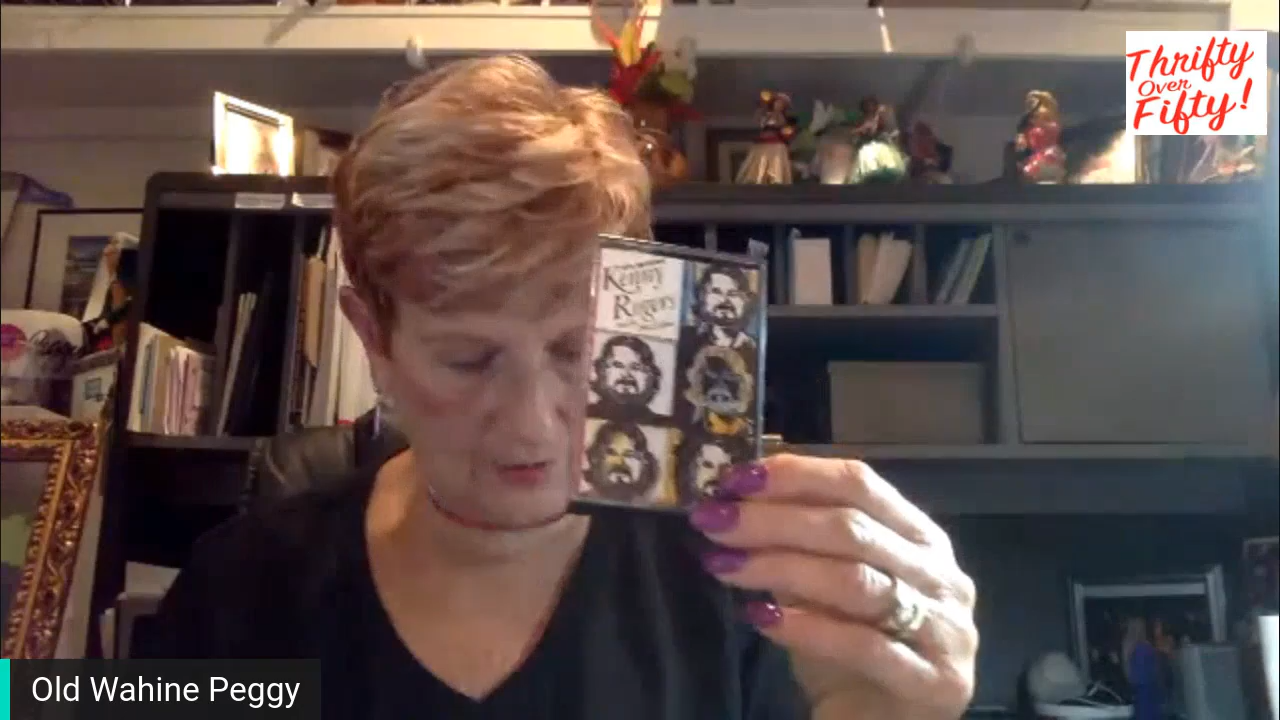 Thrifty
Over
Fifty!
Kenny
Rogers
Old Wahine Peggy